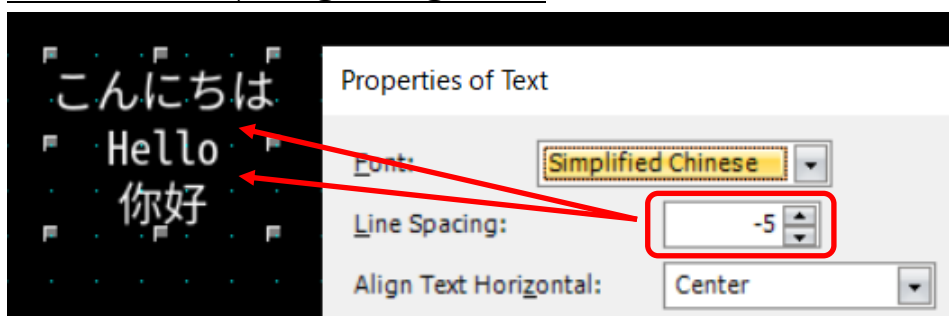 こんにちは
Hello
你好
Properties of Text
Font: Simplified Chinese
Line Spacing: -5
Align Text Horizontal: Center